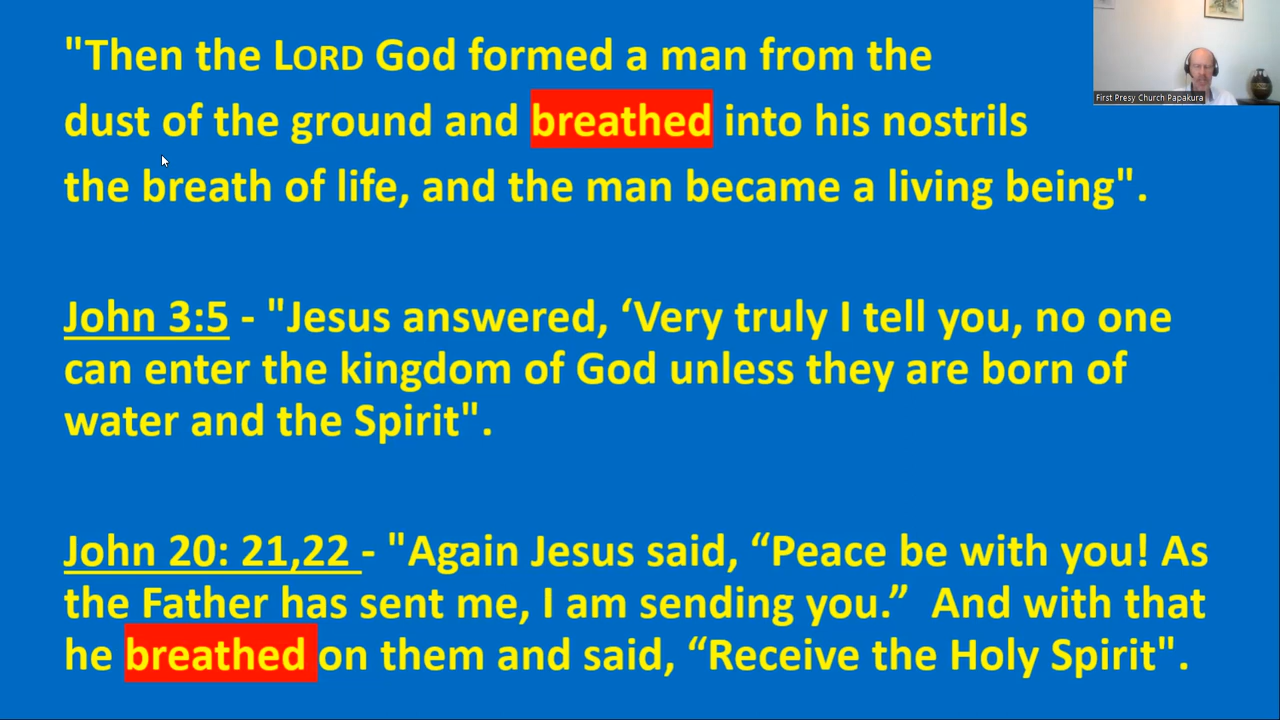 "Then the LORD God formed a man from the
dust of the ground and breathed into his nostrils
the breath of life, and the man became a living being".
John 3:5 - "Jesus answered, ‘Very truly I tell you, no one
can enter the kingdom of God unless they are born of
water and the Spirit".
John 20: 21,22 - "Again Jesus said, “Peace be with you! As
the Father has sent me, I am sending you.” And with that
he breathed on them and said, “Receive the Holy Spirit".
First Presy Church Papakura